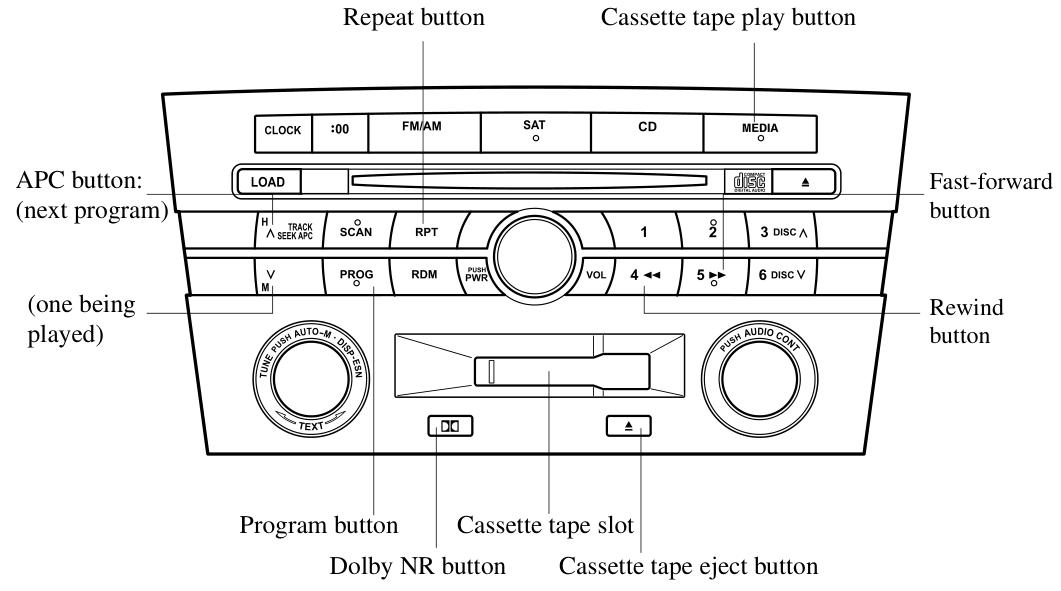 Repeat button
Cassette tape play button
CLOCK
:00
FM/AM
SAT
CD
MEDIA
LOAD
COMPACT
disc
DIGITAL AUDIO
APC button:
(next program)
Fast-forward
button
H
TRACK
SEEK APC
SCAN
RPT
1
2
3 DISC
M
PROG
RDM
PUSH
PWR
VOL
4
5
6 DISC
(one being
played)
Rewind
button
TUNE PUSH AUTO-M · DISP-ESN
TEXT
PUSH AUDIO CONT
Program button
Cassette tape slot
Dolby NR button
Cassette tape eject button